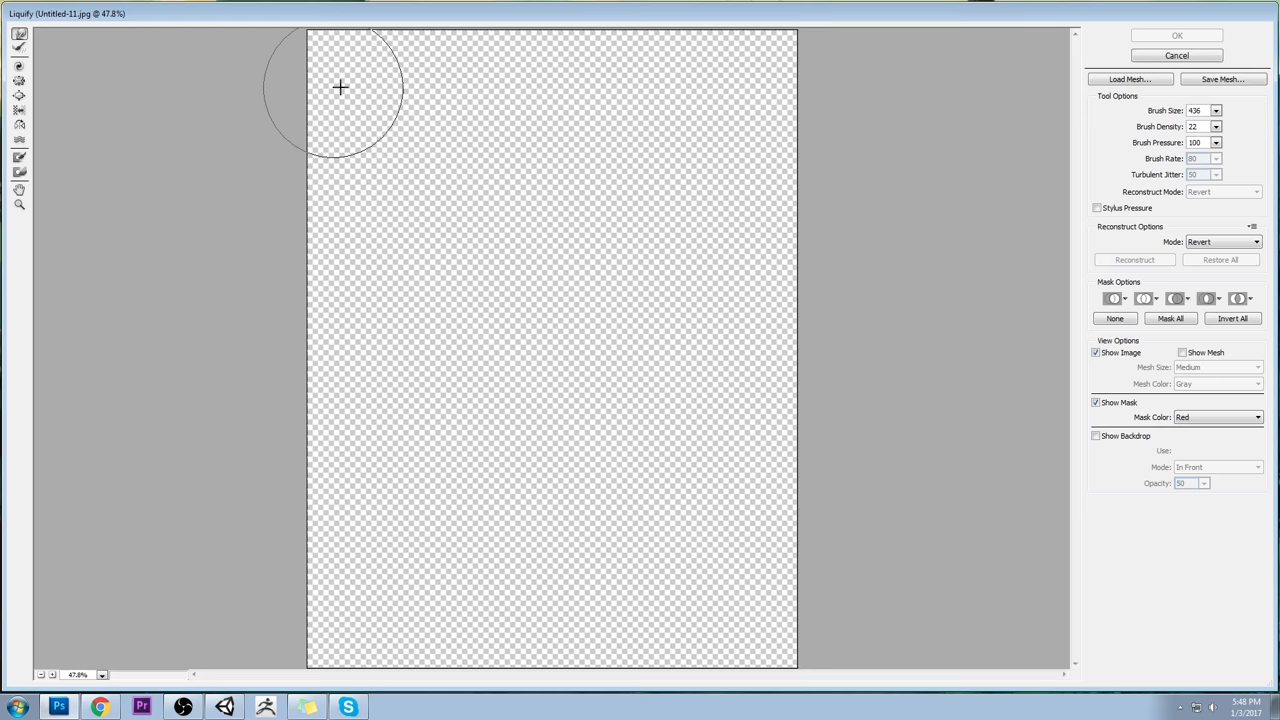 Liquify (Untitled-11.jpg @ 47.8%)
OK
Cancel
Load Mesh... Save Mesh...
Tool Options
Brush Size: 436
Brush Density: 22
Brush Pressure: 100
Brush Rate: 80
Turbulent Jitter: 50
Reconstruct Mode: Revert
Stylus Pressure
Reconstruct Options
Mode: Revert
Reconstruct Restore All
Mask Options
None Mask All Invert All
View Options
Show Image Show Mesh
Mesh Size: Medium
Mesh Color: Gray
Show Mask
Mask Color: Red
Show Backdrop
Use:
Mode: In Front
Opacity: 50
47.8%
Ps Pr S
5:48 PM
1/3/2017